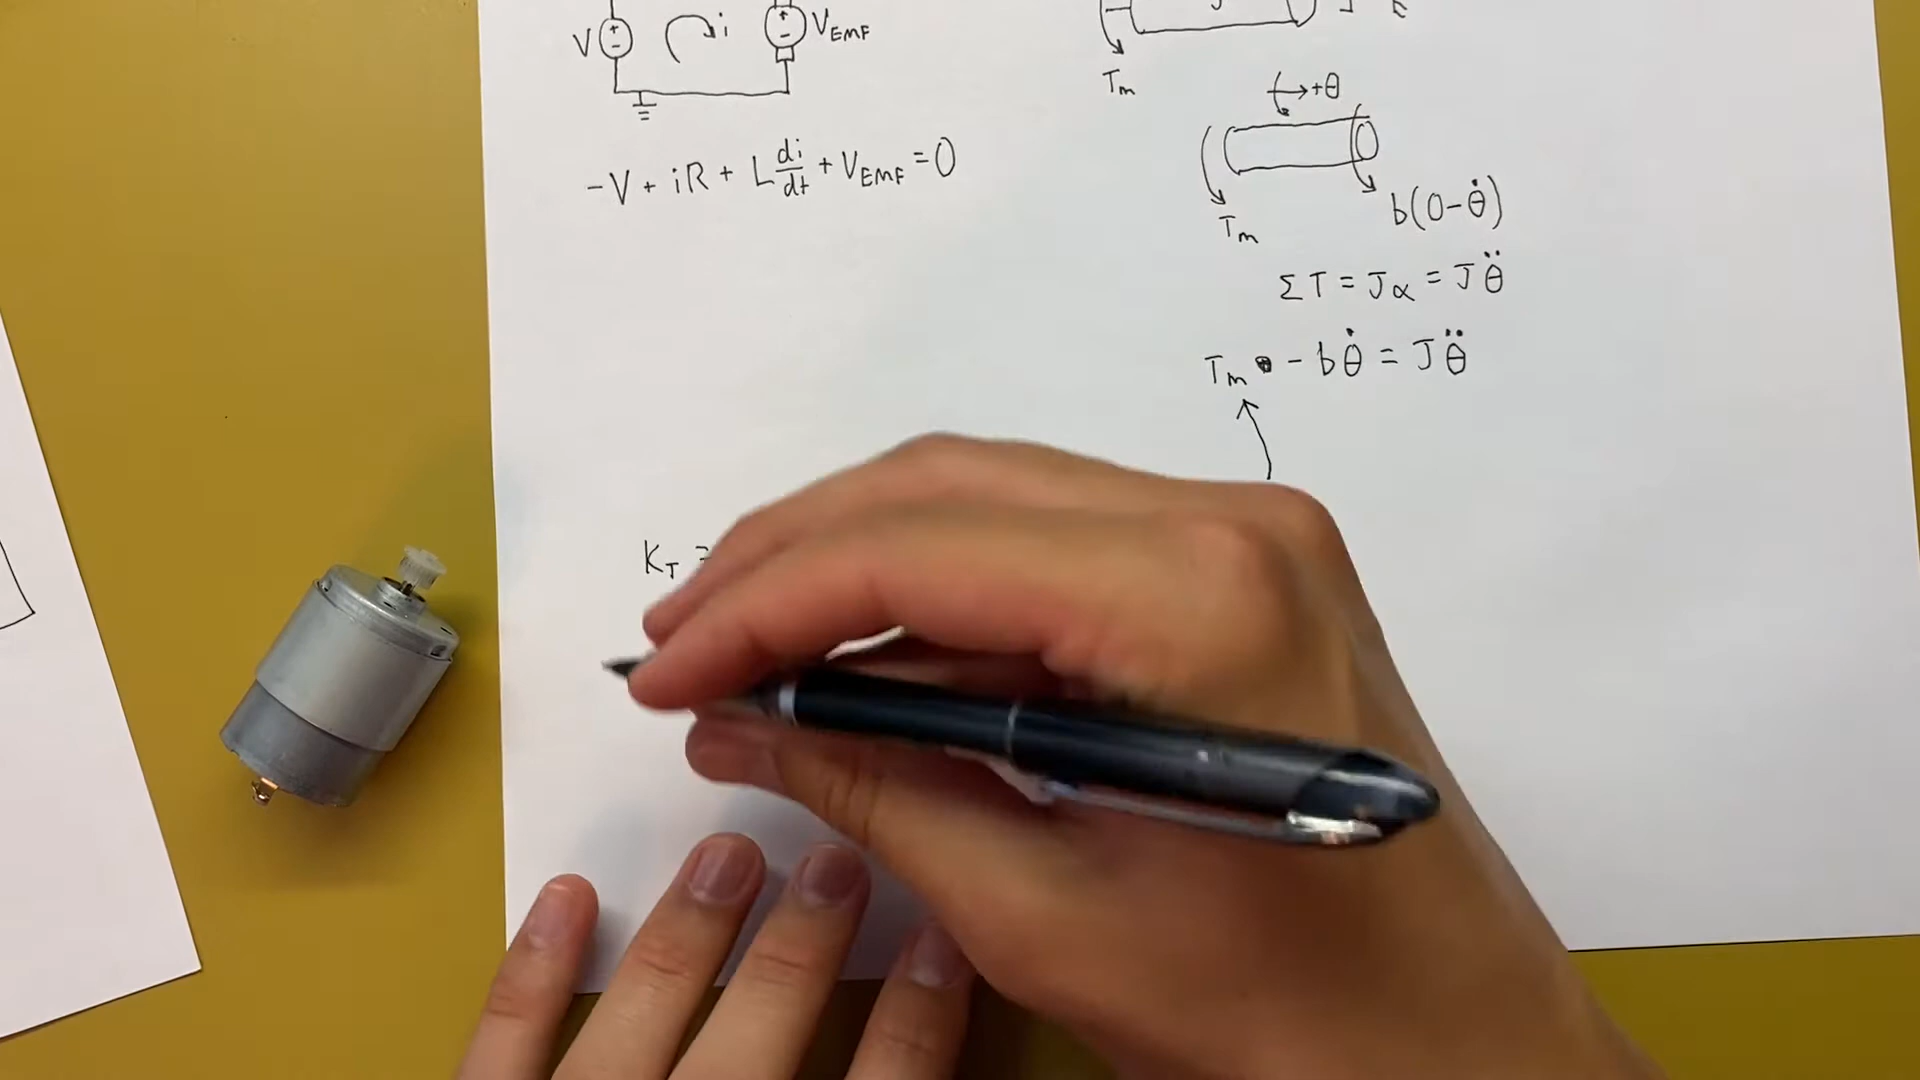 V i V_EMF
-V + iR + L di/dt + V_EMF = 0
T_m
+θ
T_m
b(0-θ̇)
ΣT = Jα = Jθ̈
T_m - bθ̇ = Jθ̈
K_T